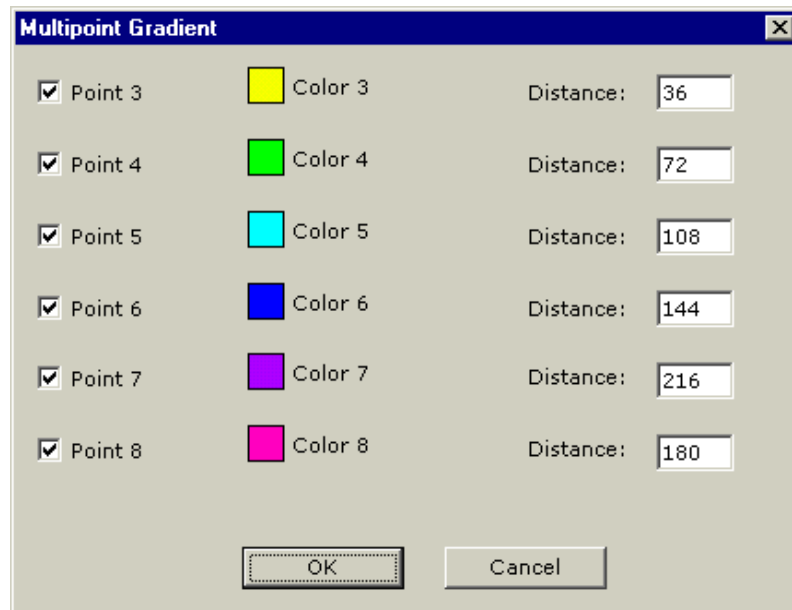 Multipoint Gradient
Point 3 Color 3 Distance: 36
Point 4 Color 4 Distance: 72
Point 5 Color 5 Distance: 108
Point 6 Color 6 Distance: 144
Point 7 Color 7 Distance: 216
Point 8 Color 8 Distance: 180
OK Cancel